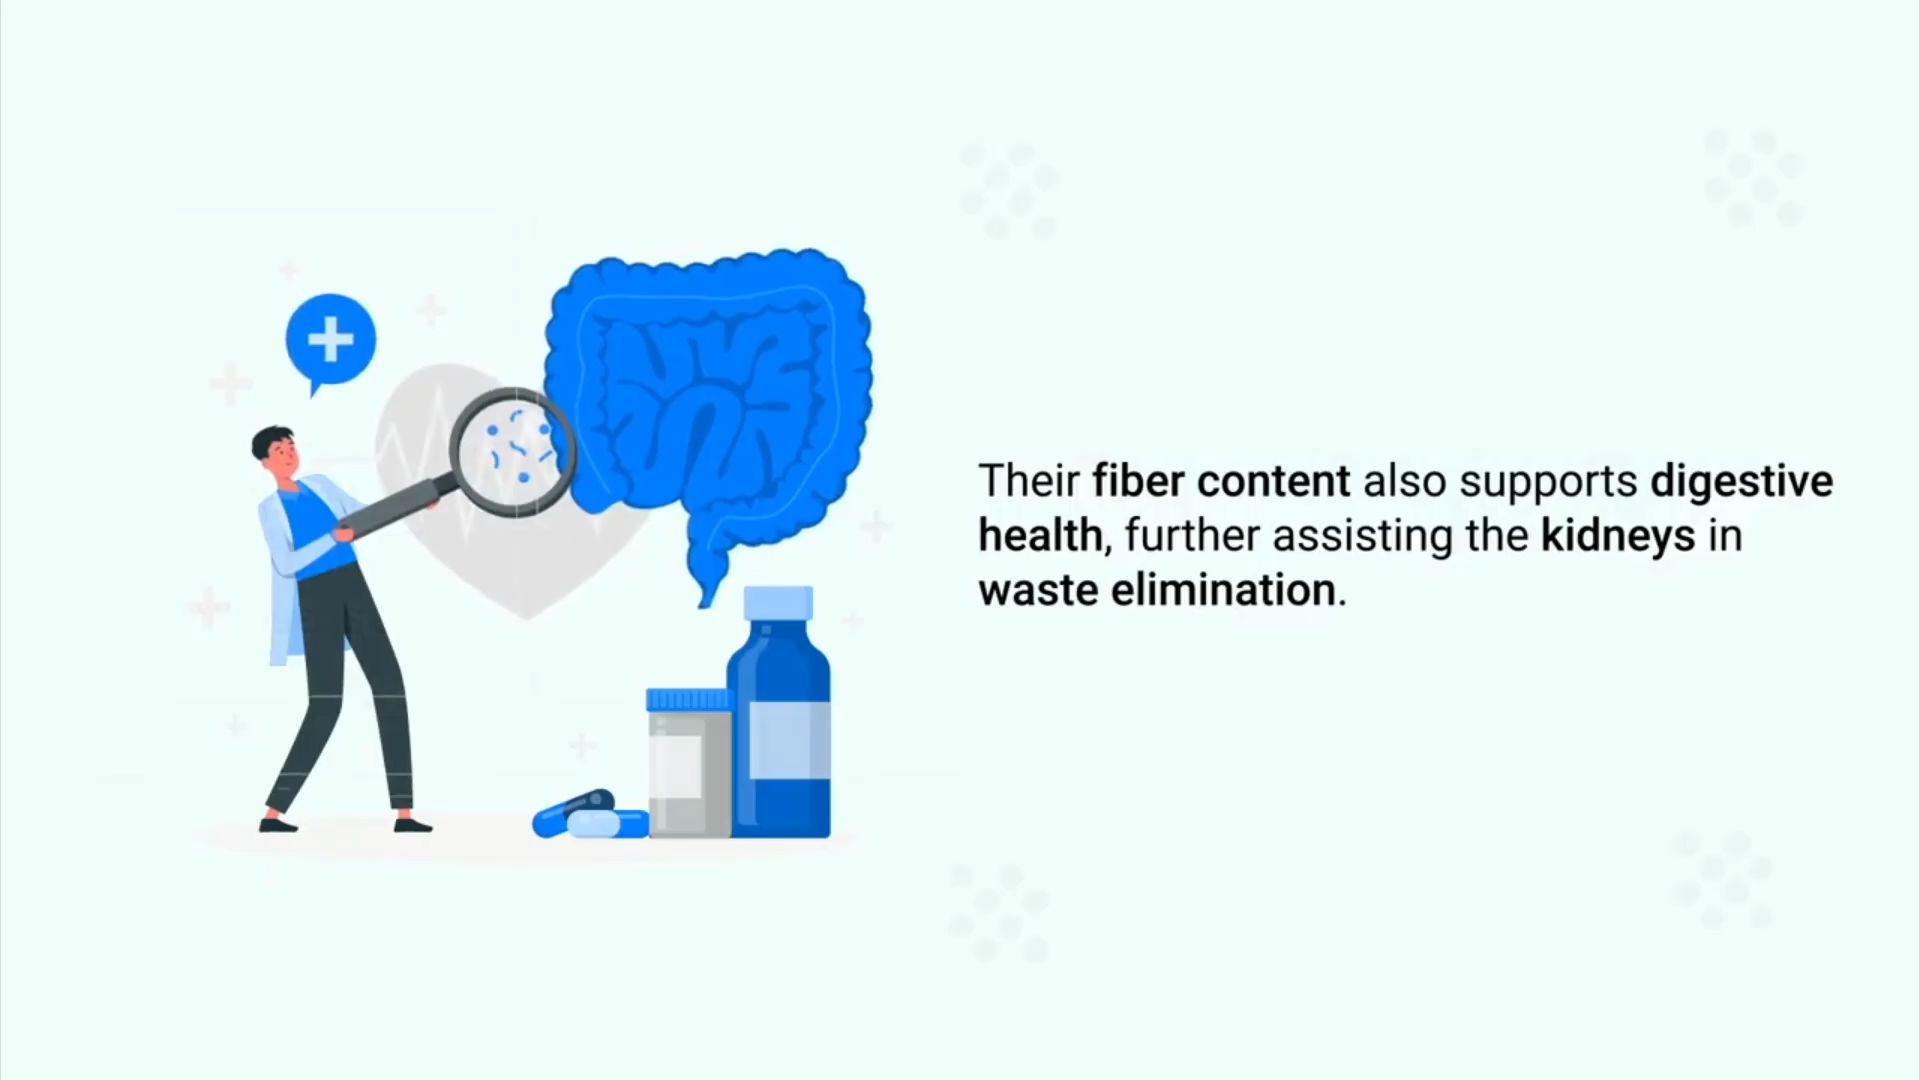 Their fiber content also supports digestive
health, further assisting the kidneys in
waste elimination.